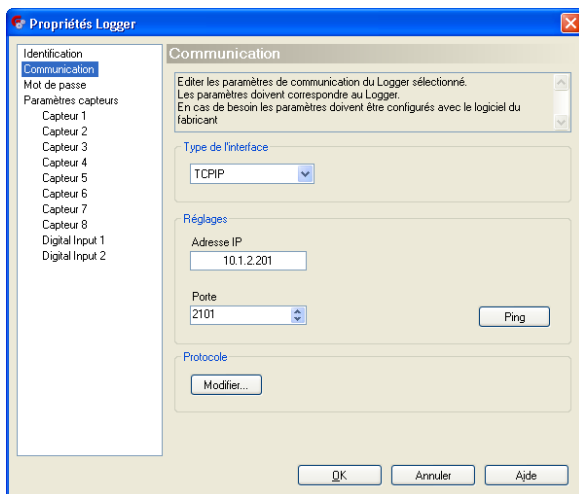 Propriétés Logger
Identification
Communication
Mot de passe
Paramètres capteurs
Capteur 1
Capteur 2
Capteur 3
Capteur 4
Capteur 5
Capteur 6
Capteur 7
Capteur 8
Digital Input 1
Digital Input 2
Communication
Editer les paramètres de communication du Logger sélectionné.
Les paramètres doivent correspondre au Logger.
En cas de besoin les paramètres doivent être configurés avec le logiciel du
fabricant
Type de l'interface
TCPIP
Réglages
Adresse IP
10.1.2.201
Porte
2101
Ping
Protocole
Modifier...
OK
Annuler
Ajde